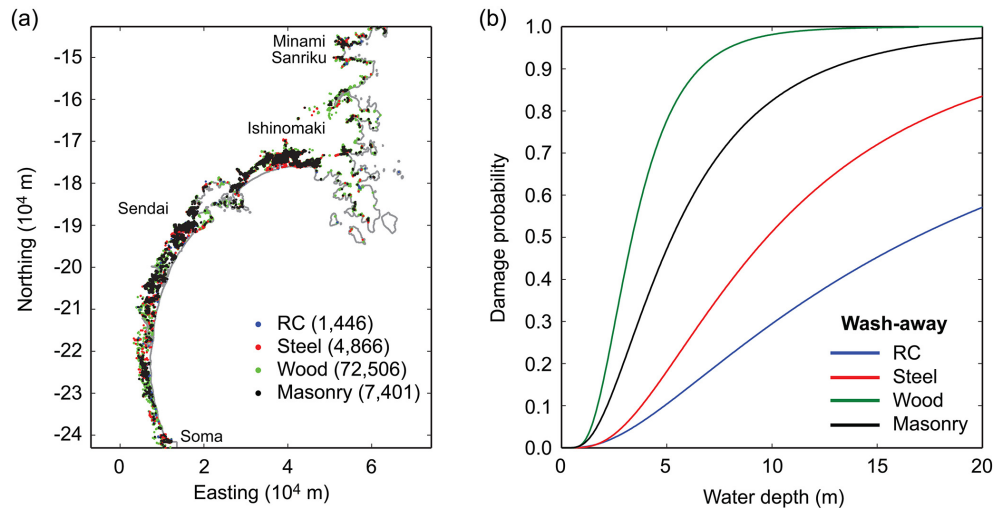 (a)
Minami
Sanriku
Ishinomaki
Sendai
Soma
RC (1,446)
Steel (4,866)
Wood (72,506)
Masonry (7,401)
-15
-16
-17
-18
-19
-20
-21
-22
-23
-24
Northing (10⁴ m)
0 2 4 6
Easting (10⁴ m)
(b)
1.0
0.9
0.8
0.7
0.6
0.5
0.4
0.3
0.2
0.1
0.0
Damage probability
Wash-away
RC
Steel
Wood
Masonry
0 5 10 15 20
Water depth (m)